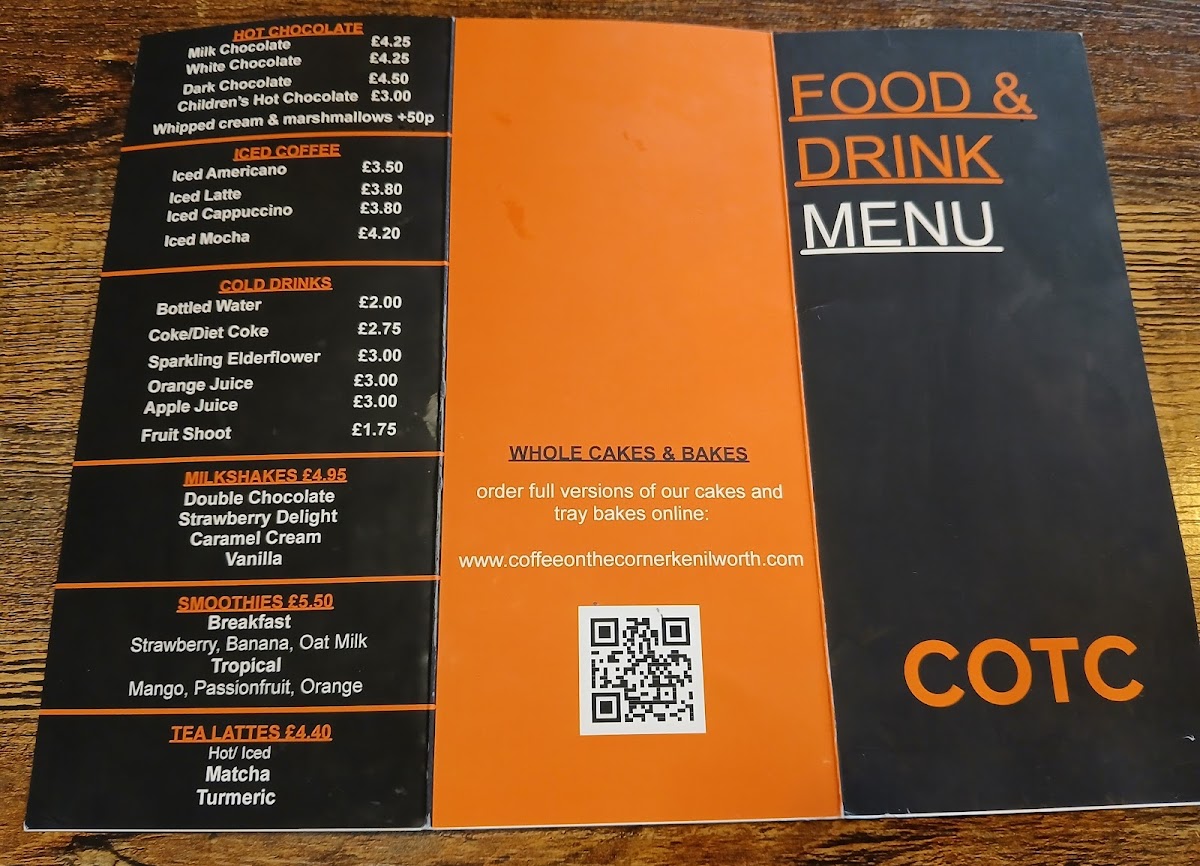 HOT CHOCOLATE
Milk Chocolate £4.25
White Chocolate £4.25
Dark Chocolate £4.50
Children's Hot Chocolate £3.00
Whipped cream & marshmallows +50p
ICED COFFEE
Iced Americano £3.50
Iced Latte £3.80
Iced Cappuccino £3.80
Iced Mocha £4.20
COLD DRINKS
Bottled Water £2.00
Coke/Diet Coke £2.75
Sparkling Elderflower £3.00
Orange Juice £3.00
Apple Juice £3.00
Fruit Shoot £1.75
MILKSHAKES £4.95
Double Chocolate
Strawberry Delight
Caramel Cream
Vanilla
SMOOTHIES £5.50
Breakfast
Strawberry, Banana, Oat Milk
Tropical
Mango, Passionfruit, Orange
TEA LATTES £4.40
Hot/ Iced
Matcha
Turmeric
WHOLE CAKES & BAKES
order full versions of our cakes and
tray bakes online:
www.coffeeonthecornerkenilworth.com
FOOD &
DRINK
MENU
COTC